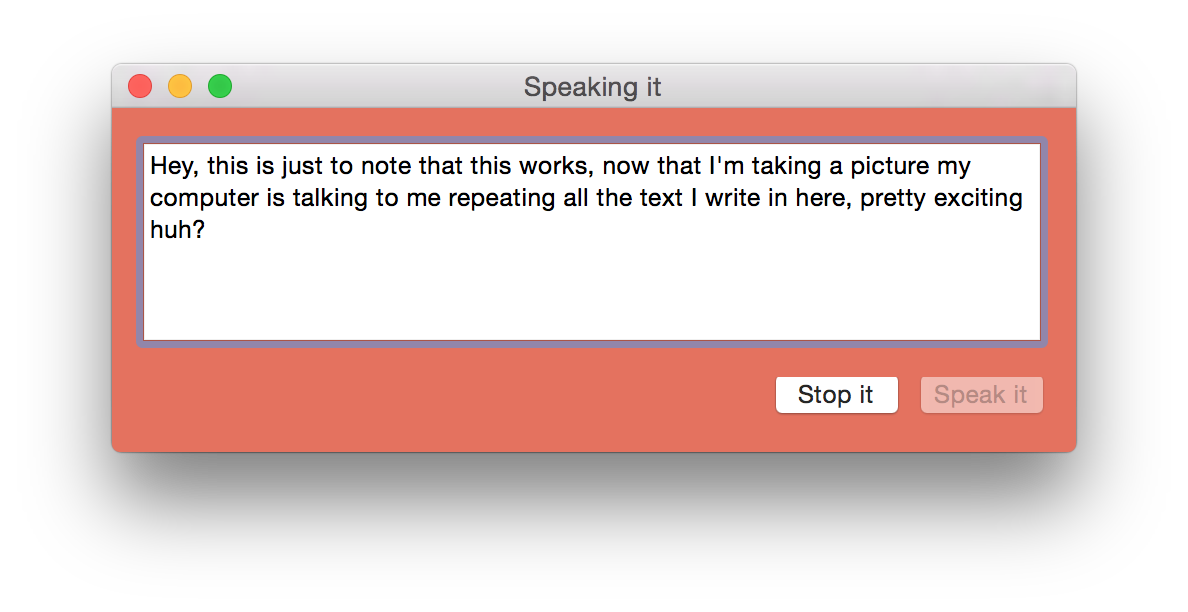 Speaking it
Hey, this is just to note that this works, now that I'm taking a picture my
computer is talking to me repeating all the text I write in here, pretty exciting
huh?
Stop it
Speak it